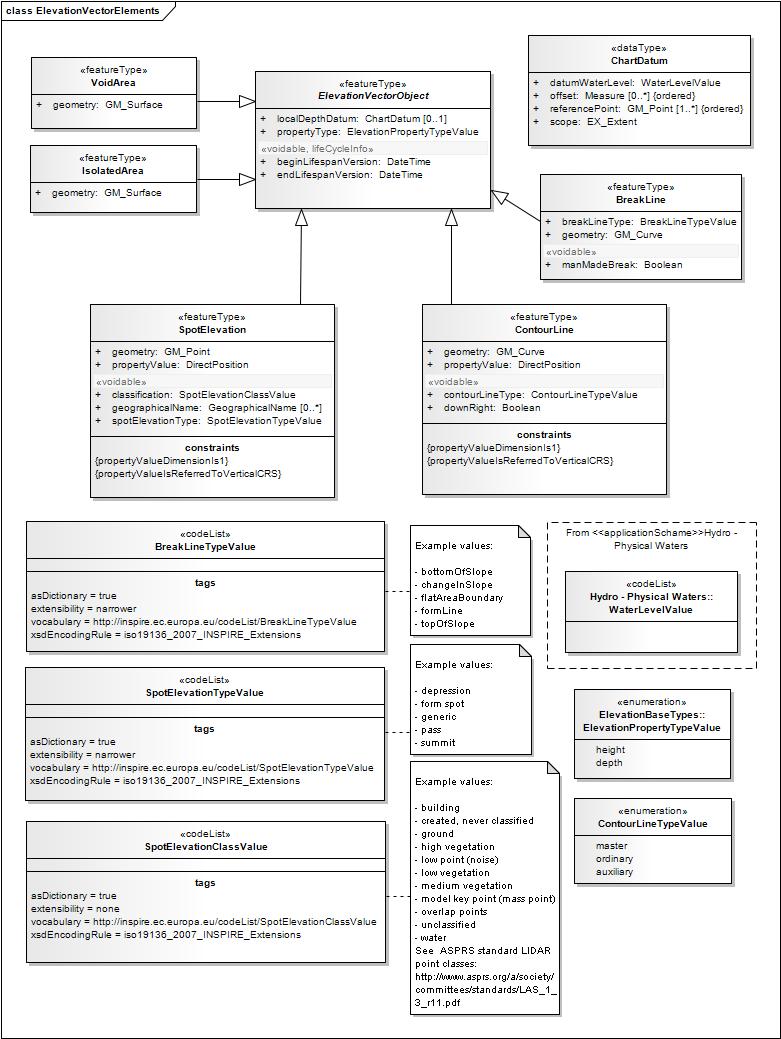 class ElevationVectorElements
«featureType»
VoidArea
+ geometry: GM_Surface
«featureType»
IsolatedArea
+ geometry: GM_Surface
«featureType»
ElevationVectorObject
+ localDepthDatum: ChartDatum [0..1]
+ propertyType: ElevationPropertyTypeValue
«voidable, lifeCycleInfo»
+ beginLifespanVersion: DateTime
+ endLifespanVersion: DateTime
«dataType»
ChartDatum
+ datumWaterLevel: WaterLevelValue
+ offset: Measure [0..*] {ordered}
+ referencePoint: GM_Point [1..*] {ordered}
+ scope: EX_Extent
«featureType»
BreakLine
+ breakLineType: BreakLineTypeValue
+ geometry: GM_Curve
«voidable»
+ manMadeBreak: Boolean
«featureType»
SpotElevation
+ geometry: GM_Point
+ propertyValue: DirectPosition
«voidable»
+ classification: SpotElevationClassValue
+ geographicalName: GeographicalName [0..*]
+ spotElevationType: SpotElevationTypeValue
constraints
{propertyValueDimensionIs1}
{propertyValueIsReferredToVerticalCRS}
«featureType»
ContourLine
+ geometry: GM_Curve
+ propertyValue: DirectPosition
«voidable»
+ contourLineType: ContourLineTypeValue
+ downRight: Boolean
constraints
{propertyValueDimensionIs1}
{propertyValueIsReferredToVerticalCRS}
«codeList»
BreakLineTypeValue
tags
asDictionary = true
extensibility = narrower
vocabulary = http://inspire.ec.europa.eu/codeList/BreakLineTypeValue
xsdEncodingRule = iso19136_2007_INSPIRE_Extensions
Example values:
- bottomOfSlope
- changeInSlope
- flatAreaBoundary
- formLine
- topOfSlope
From <<applicationSchame>>Hydro -
Physical Waters
«codeList»
Hydro - Physical Waters::
WaterLevelValue
«codeList»
SpotElevationTypeValue
tags
asDictionary = true
extensibility = narrower
vocabulary = http://inspire.ec.europa.eu/codeList/SpotElevationTypeValue
xsdEncodingRule = iso19136_2007_INSPIRE_Extensions
Example values:
- depression
- form spot
- generic
- pass
- summit
«enumeration»
ElevationBaseTypes::
ElevationPropertyTypeValue
height
depth
«codeList»
SpotElevationClassValue
tags
asDictionary = true
extensibility = none
vocabulary = http://inspire.ec.europa.eu/codeList/SpotElevationClassValue
xsdEncodingRule = iso19136_2007_INSPIRE_Extensions
Example values:
- building
- created, never classified
- ground
- high vegetation
- low point (noise)
- low vegetation
- medium vegetation
- model key point (mass point)
- overlap points
- unclassified
- water
See ASPRS standard LIDAR
point classes:
http://www.asprs.org/a/society/
committees/standards/LAS_1_
3_r11.pdf
«enumeration»
ContourLineTypeValue
master
ordinary
auxiliary